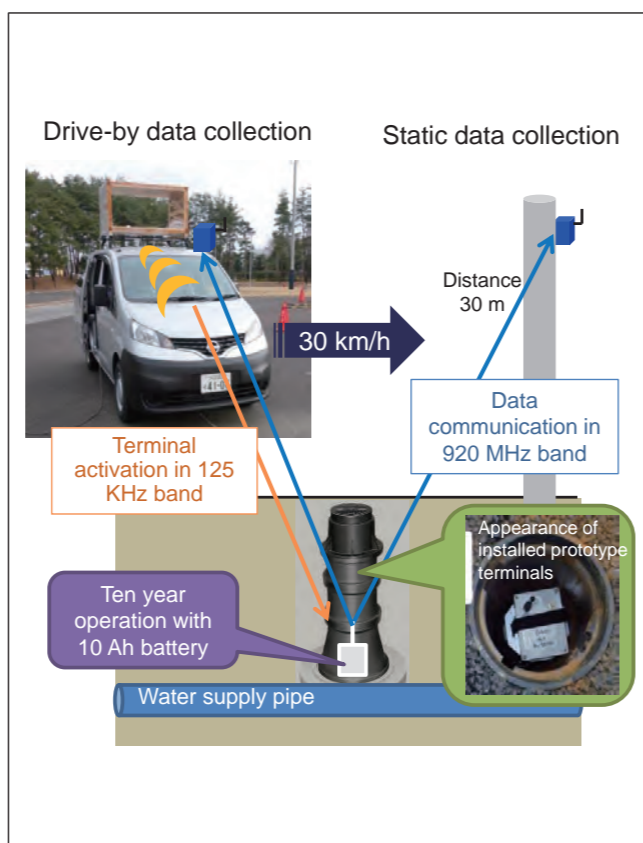 Drive-by data collection
Static data collection
Distance
30 m
30 km/h
Data
communication in
920 MHz band
Terminal
activation in 125
KHz band
Appearance of
installed prototype
terminals
Ten year
operation with
10 Ah battery
Water supply pipe